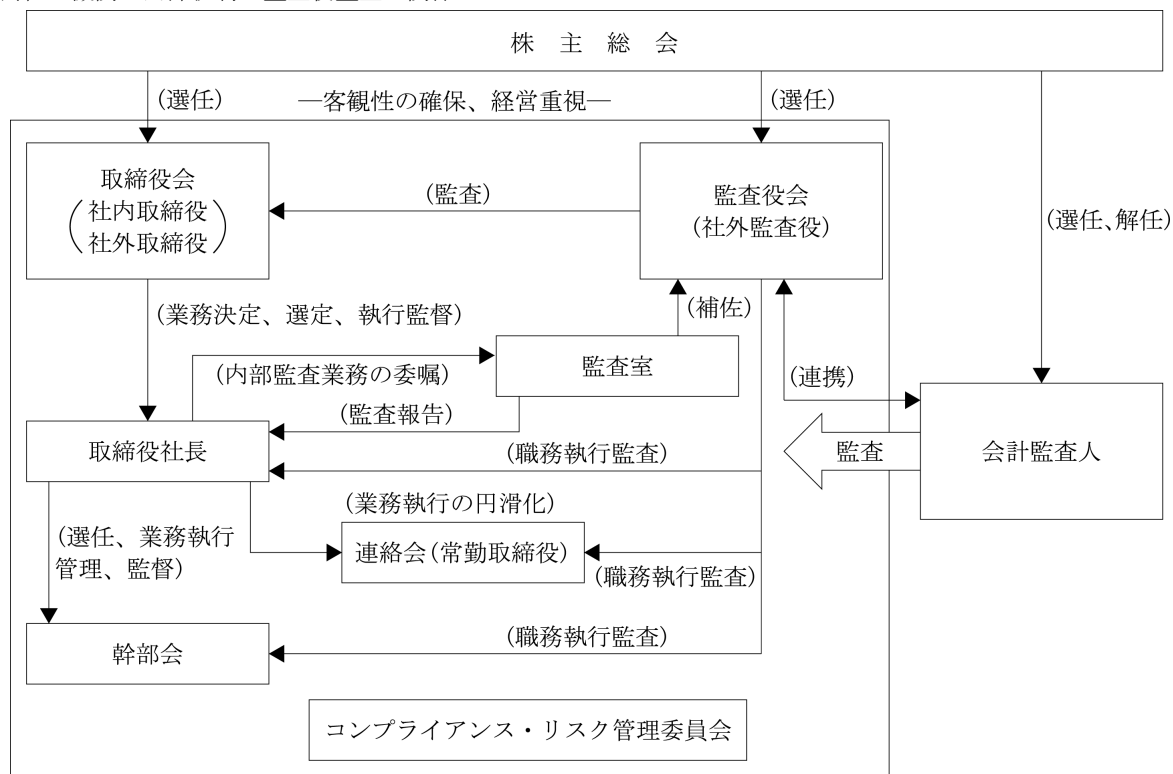 株 主 総 会
(選任)
―客観性の確保、経営重視―
(選任)
取締役会
(社内取締役
社外取締役)
(監査)
監査役会
(社外監査役)
(選任、解任)
(業務決定、選定、執行監督)
(補佐)
監査室
(内部監査業務の委嘱)
(連携)
(監査報告)
取締役社長
(職務執行監査)
監査
会計監査人
(業務執行の円滑化)
(選任、業務執行
管理、監督)
連絡会(常勤取締役)
(職務執行監査)
(職務執行監査)
幹部会
コンプライアンス・リスク管理委員会